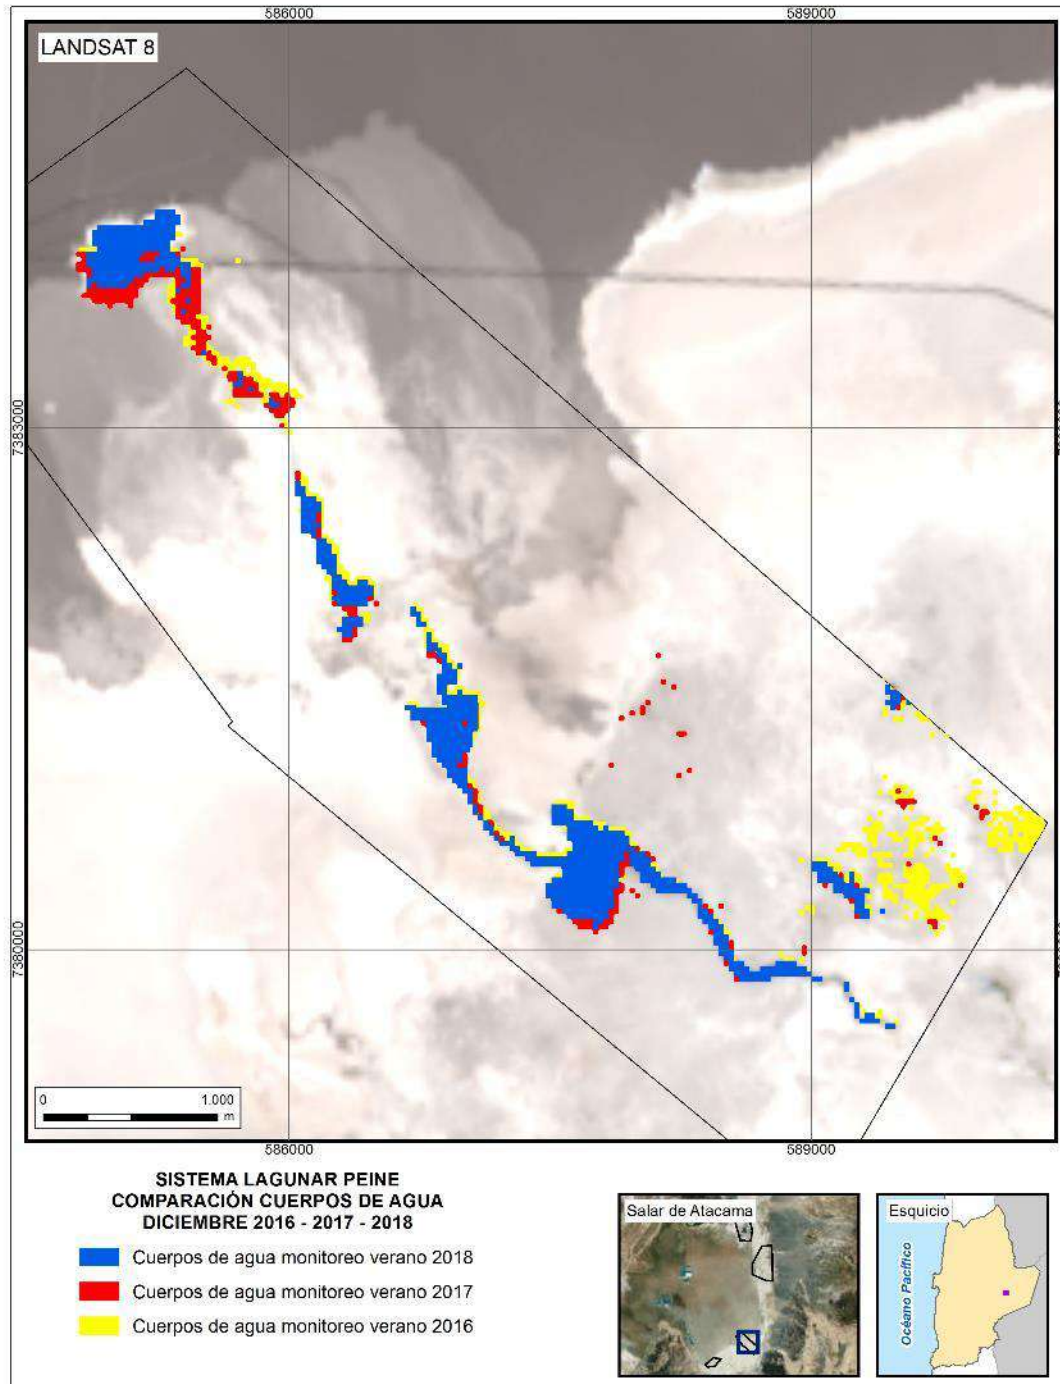 586000
589000
LANDSAT 8
7383000
7380000
0
1.000
m
586000
589000
SISTEMA LAGUNAR PEINE
COMPARACIÓN CUERPOS DE AGUA
DICIEMBRE 2016 - 2017 - 2018
Cuerpos de agua monitoreo verano 2018
Cuerpos de agua monitoreo verano 2017
Cuerpos de agua monitoreo verano 2016
Salar de Atacama
Esquicio
Océano Pacífico